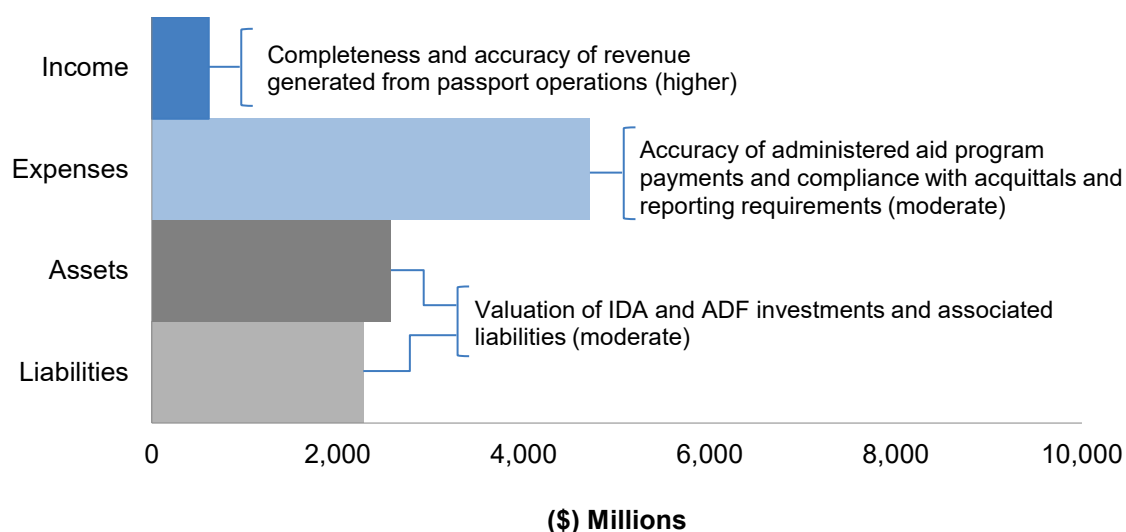 Income
Completeness and accuracy of revenue
generated from passport operations (higher)
Expenses
Accuracy of administered aid program
payments and compliance with acquittals and
reporting requirements (moderate)
Assets
Valuation of IDA and ADF investments and associated
liabilities (moderate)
Liabilities
0 2,000 4,000 6,000 8,000 10,000
($) Millions